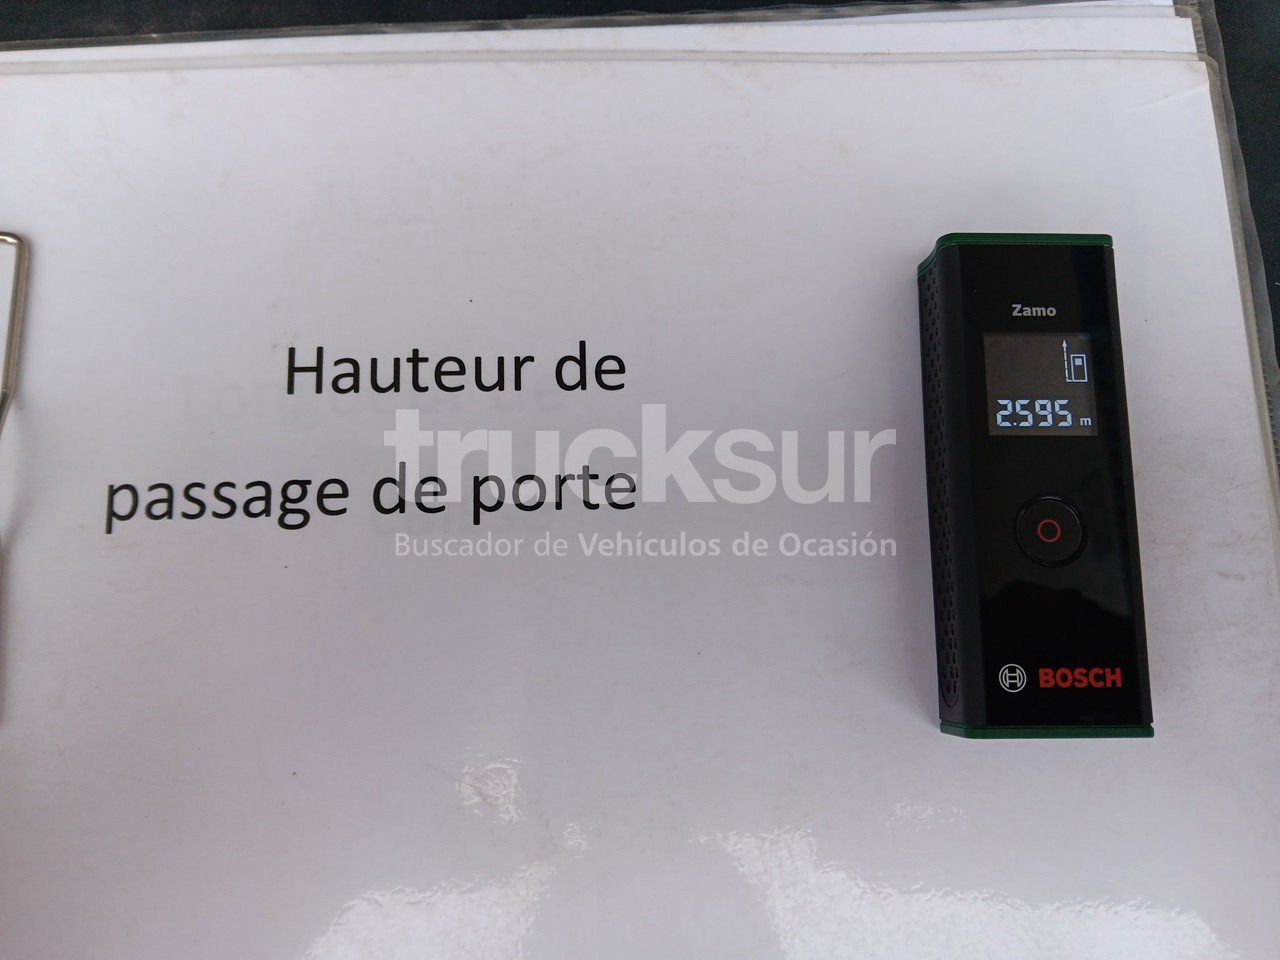 Hauteur de
passage de porte
trucksur
Buscador de Vehículos de Ocasión
Zamo
2.595 m
BOSCH